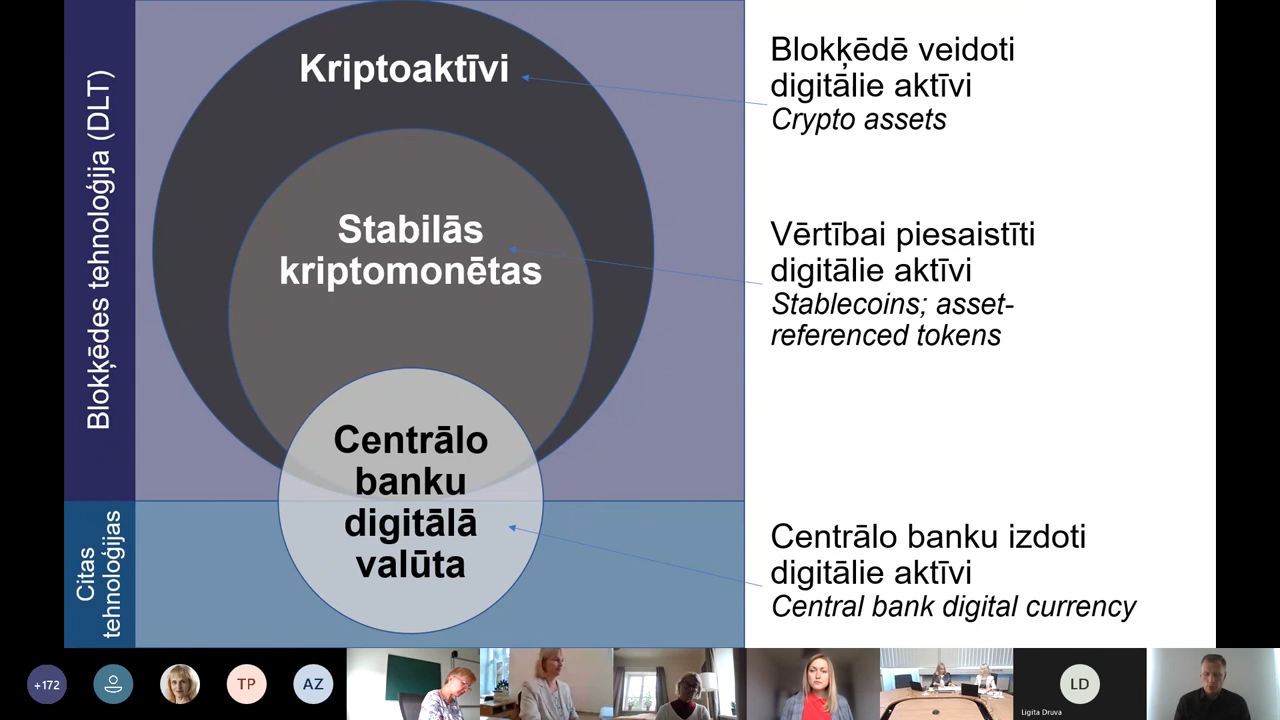 Blokķēdes tehnoloģija (DLT)
Citas
tehnoloģijas
Kriptoaktīvi
Stabilās
kriptomonētas
Centrālo
banku
digitālā
valūta
Blokķēdē veidoti
digitālie aktīvi
Crypto assets
Vērtībai piesaistīti
digitālie aktīvi
Stablecoins; asset-
referenced tokens
Centrālo banku izdoti
digitālie aktīvi
Central bank digital currency
+172
TP
AZ
LD
Ligita Druva